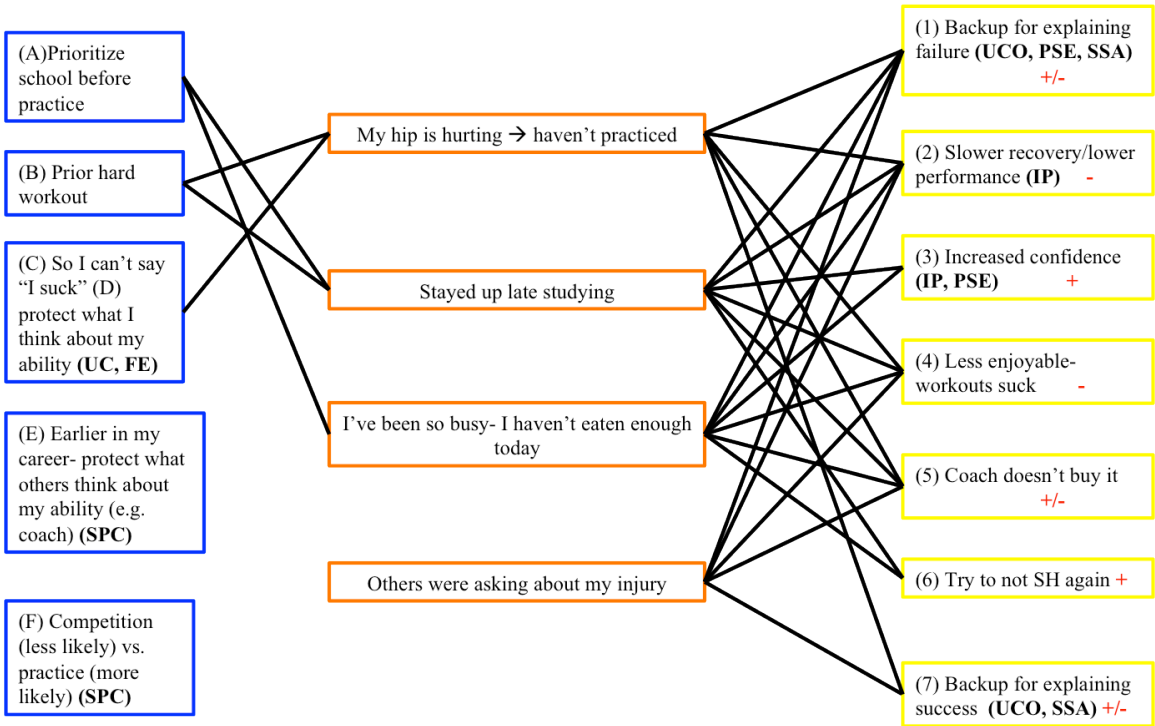 (A)Prioritize
school before
practice
(B) Prior hard
workout
(C) So I can't say
“I suck” (D)
protect what I
think about my
ability (UC, FE)
(E) Earlier in my
career- protect what
others think about
my ability (e.g.
coach) (SPC)
(F) Competition
(less likely) vs.
practice (more
likely) (SPC)
My hip is hurting → haven't practiced
Stayed up late studying
I've been so busy- I haven't eaten enough
today
Others were asking about my injury
(1) Backup for explaining
failure (UCO, PSE, SSA)
+/-
(2) Slower recovery/lower
performance (IP) -
(3) Increased confidence
(IP, PSE) +
(4) Less enjoyable-
workouts suck -
(5) Coach doesn't buy it
+/-
(6) Try to not SH again +
(7) Backup for explaining
success (UCO, SSA) +/-